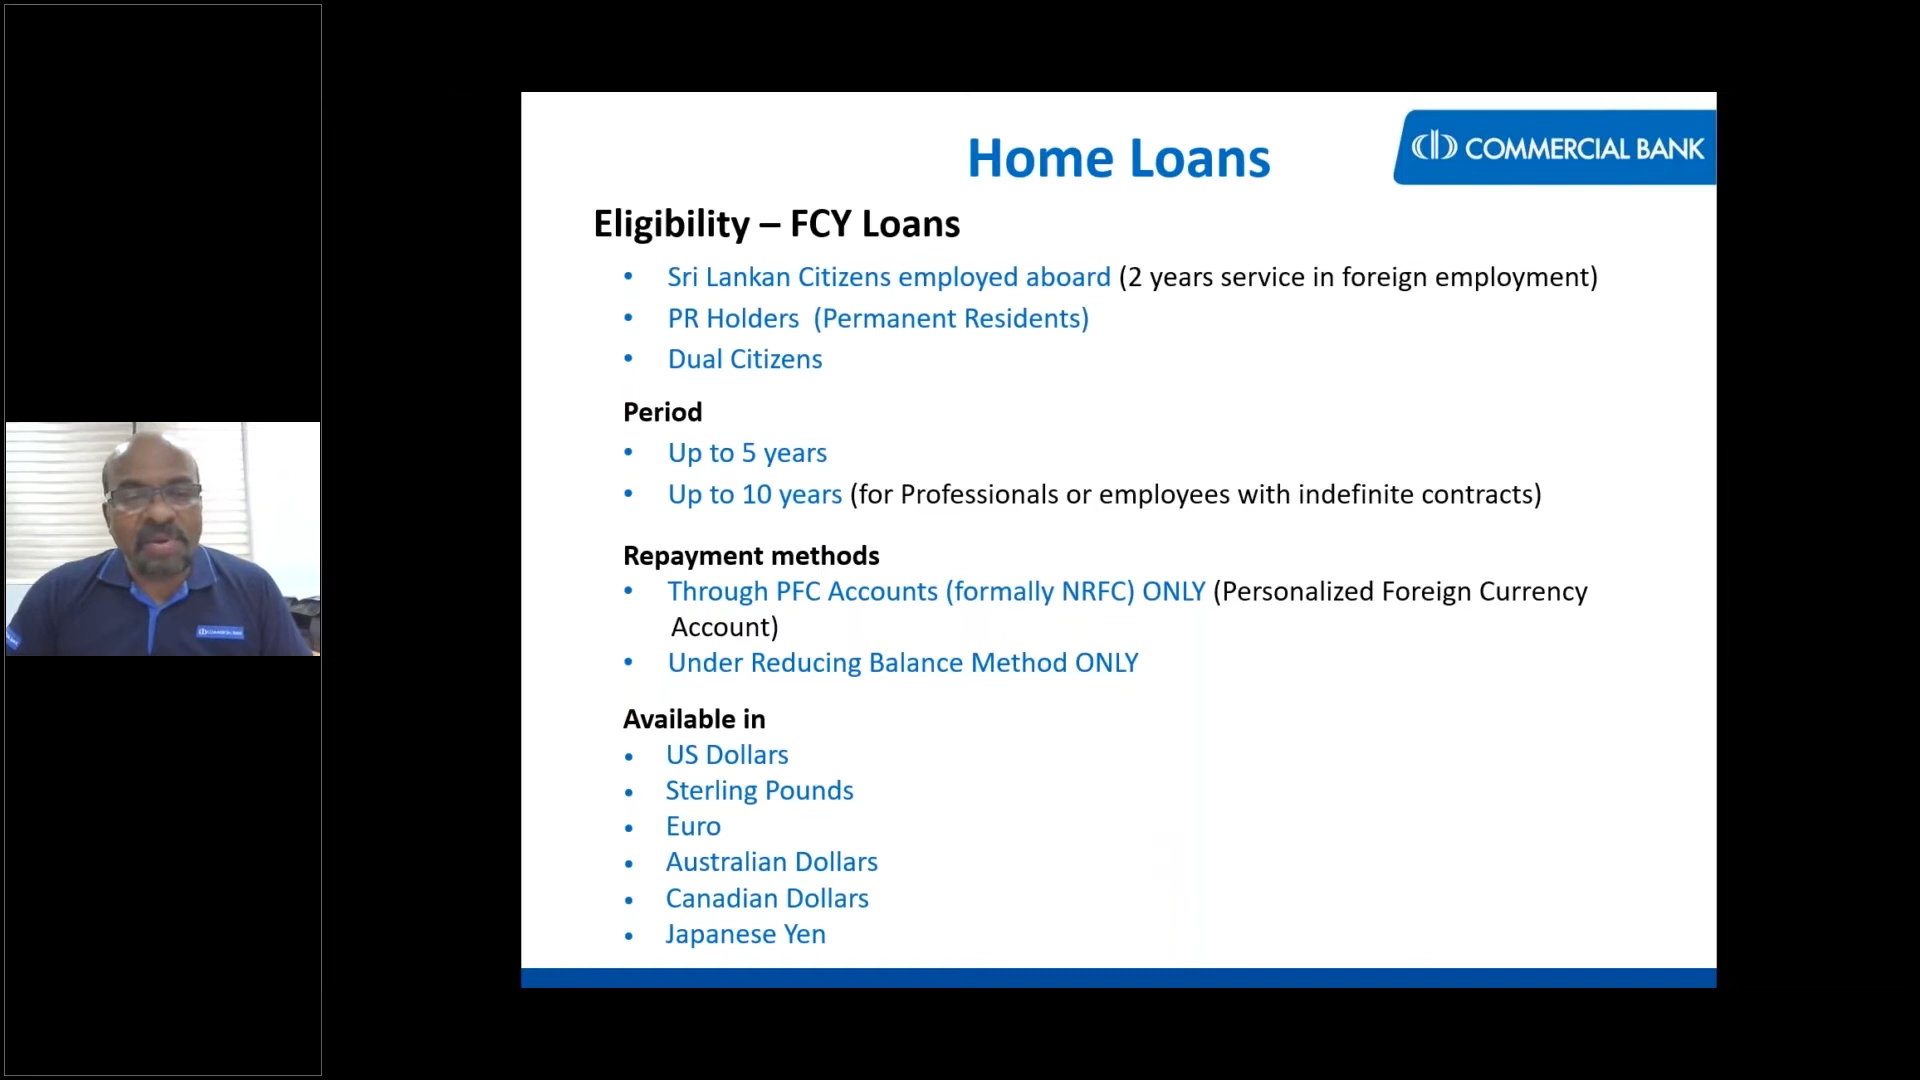 Home Loans
COMMERCIAL BANK
Eligibility – FCY Loans
• Sri Lankan Citizens employed aboard (2 years service in foreign employment)
• PR Holders (Permanent Residents)
• Dual Citizens
Period
• Up to 5 years
• Up to 10 years (for Professionals or employees with indefinite contracts)
Repayment methods
• Through PFC Accounts (formally NRFC) ONLY (Personalized Foreign Currency
Account)
• Under Reducing Balance Method ONLY
Available in
• US Dollars
• Sterling Pounds
• Euro
• Australian Dollars
• Canadian Dollars
• Japanese Yen
COMMERCIAL BANK